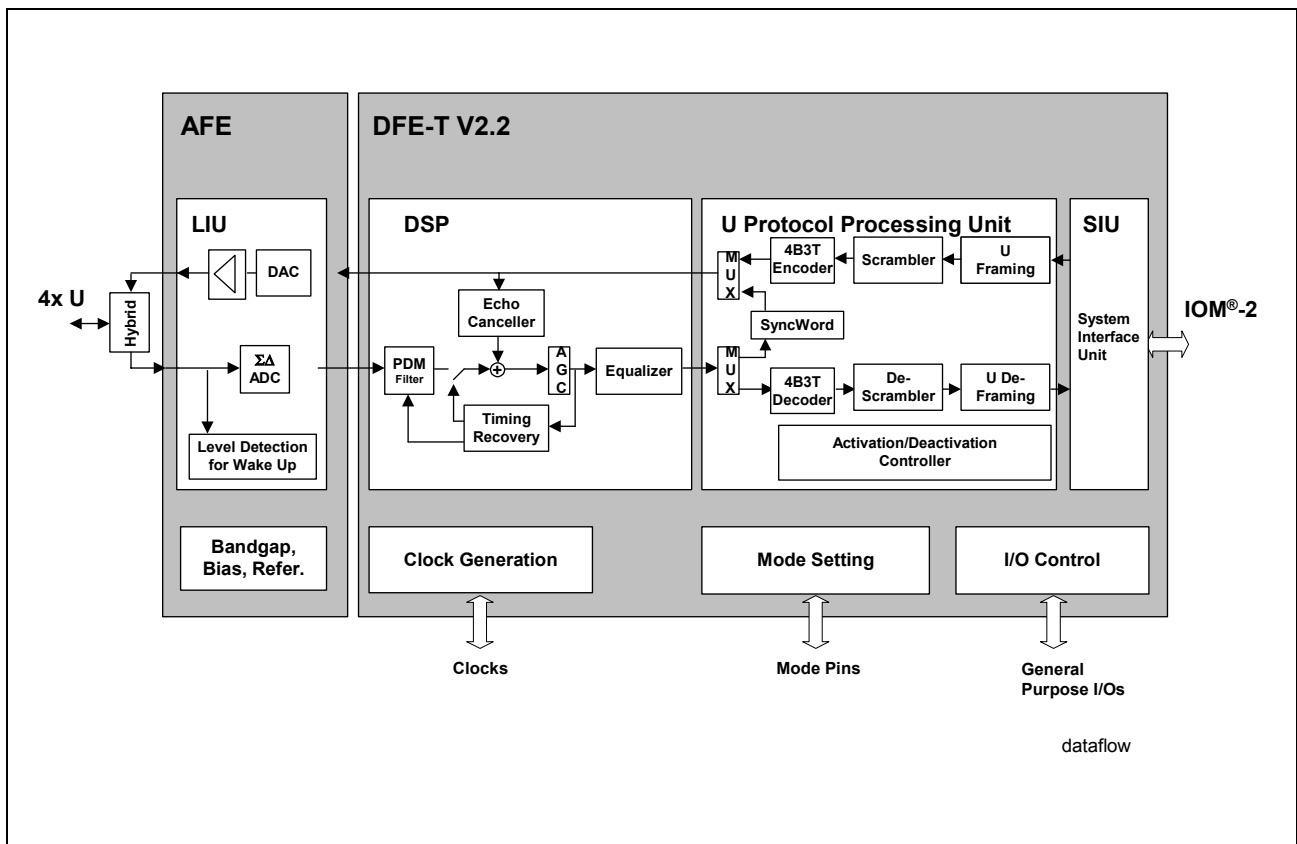 AFE
DFE-T V2.2
LIU
DSP
U Protocol Processing Unit
SIU
DAC
M
U
X
4B3T
Encoder
Scrambler
U
Framing
4x U
Hybrid
Echo
Canceller
SyncWord
System
Interface
Unit
IOM®-2
ΣΔ
ADC
PDM
Filter
+
A
G
C
Equalizer
M
U
X
4B3T
Decoder
De-
Scrambler
U De-
Framing
Timing
Recovery
Level Detection
for Wake Up
Activation/Deactivation
Controller
Bandgap,
Bias, Refer.
Clock Generation
Mode Setting
I/O Control
Clocks
Mode Pins
General
Purpose I/Os
dataflow